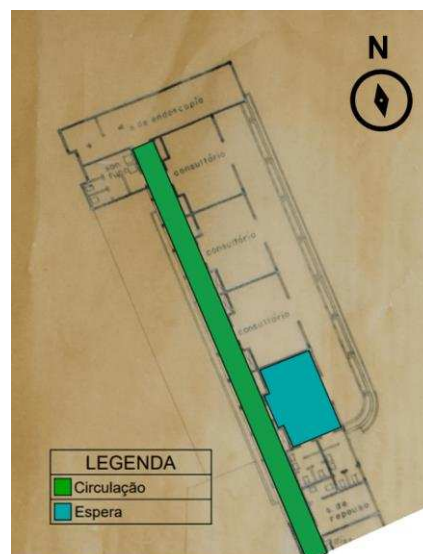 N
s. de endoscopia
consultório
consultório
consultório
LEGENDA
Circulação
Espera
s. de
repouso